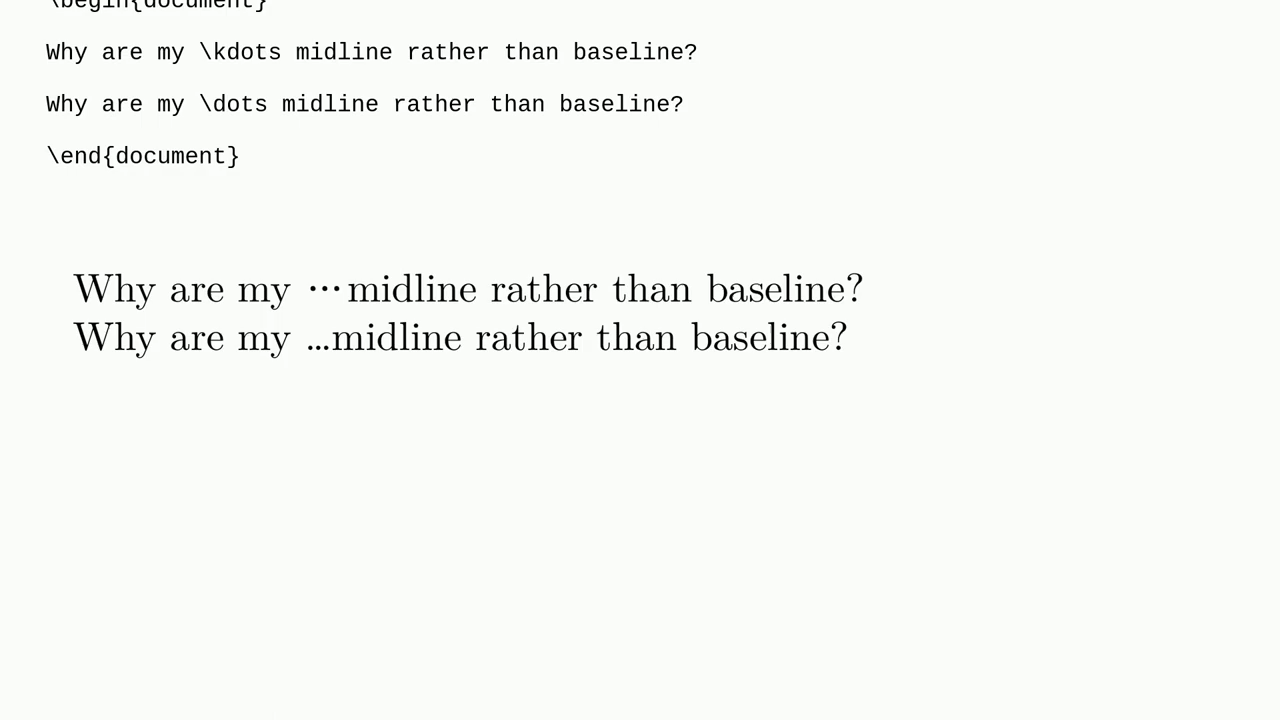 \begin{document}
Why are my \kdots midline rather than baseline?
Why are my \dots midline rather than baseline?
\end{document}
Why are my ⋯ midline rather than baseline?
Why are my …midline rather than baseline?